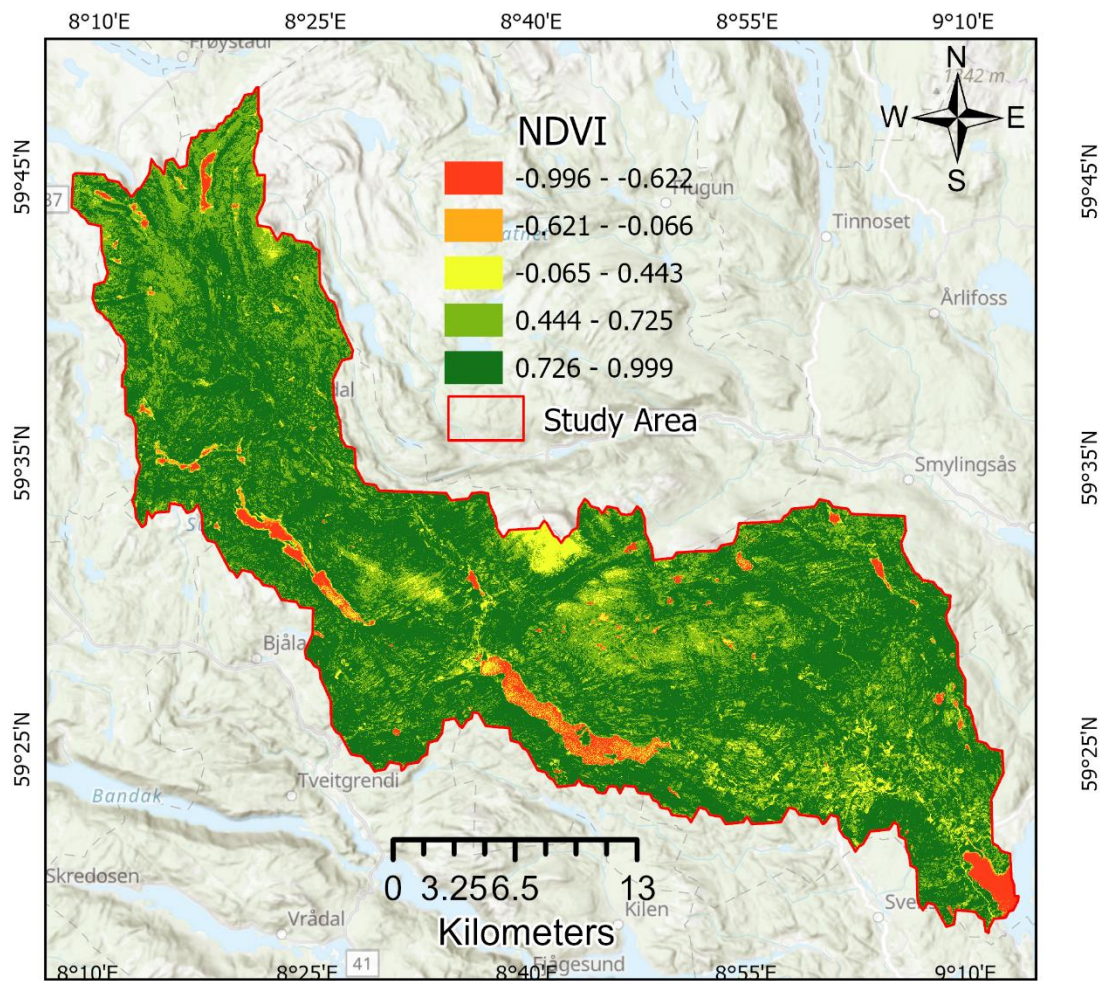 8°10'E 8°25'E 8°40'E 8°55'E 9°10'E
Frøystaul
N
1342 m
W E
S
NDVI
59°45'N 59°45'N
-0.996 - -0.622
37
-0.621 - -0.066
Tinnoset
-0.065 - 0.443
0.444 - 0.725
Årlifoss
0.726 - 0.999
dal
Study Area
59°35'N 59°35'N
Smylingsås
Bjåla
59°25'N 59°25'N
Tveitgrendi
Bandak
0 3.25 6.5 13
Kilometers
Skredosen
Vrådal
Kilen
41
Fjågesund
8°10'E 8°25'E 8°40'E 8°55'E 9°10'E